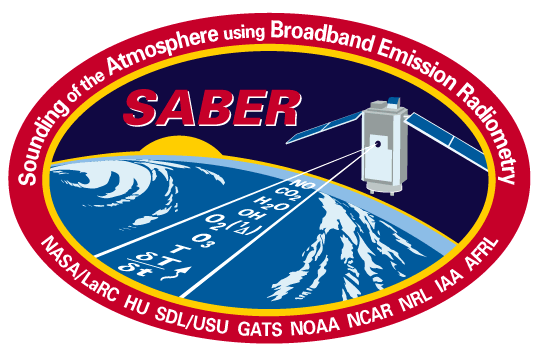 Sounding of the Atmosphere using Broadband Emission Radiometry
SABER
NO
CO₂
H₂O
OH
O₂(¹Δ)
O₃
T
δT
δt
NASA/LaRC HU SDL/USU GATS NOAA NCAR NRL IAA AFRL